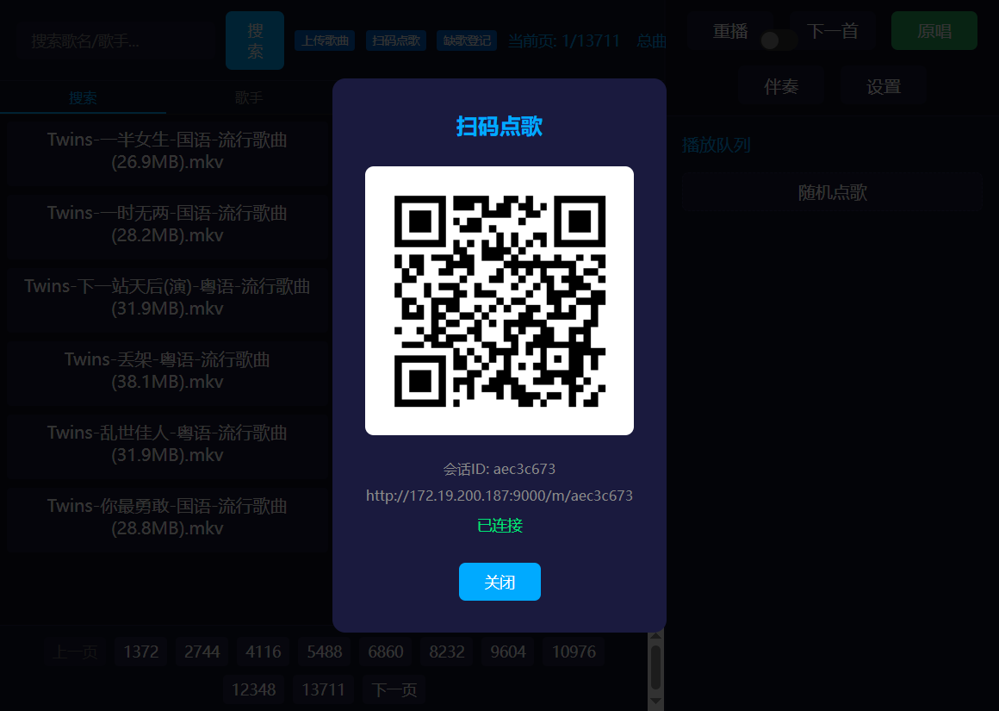 搜索歌名/歌手...
搜
索
上传歌曲
扫码点歌
缺歌登记
当前页: 1/13711
总曲
重播
下一首
原唱
伴奏
设置
搜索
歌手
Twins-一半女生-国语-流行歌曲
(26.9MB).mkv
Twins-一时无两-国语-流行歌曲
(28.2MB).mkv
Twins-下一站天后(演)-粤语-流行歌曲
(31.9MB).mkv
Twins-丢架-粤语-流行歌曲
(38.1MB).mkv
Twins-乱世佳人-粤语-流行歌曲
(31.9MB).mkv
Twins-你最勇敢-国语-流行歌曲
(28.8MB).mkv
上一页
1372
2744
4116
5488
6860
8232
9604
10976
12348
13711
下一页
扫码点歌
会话ID: aec3c673
http://172.19.200.187:9000/m/aec3c673
已连接
关闭
播放队列
随机点歌